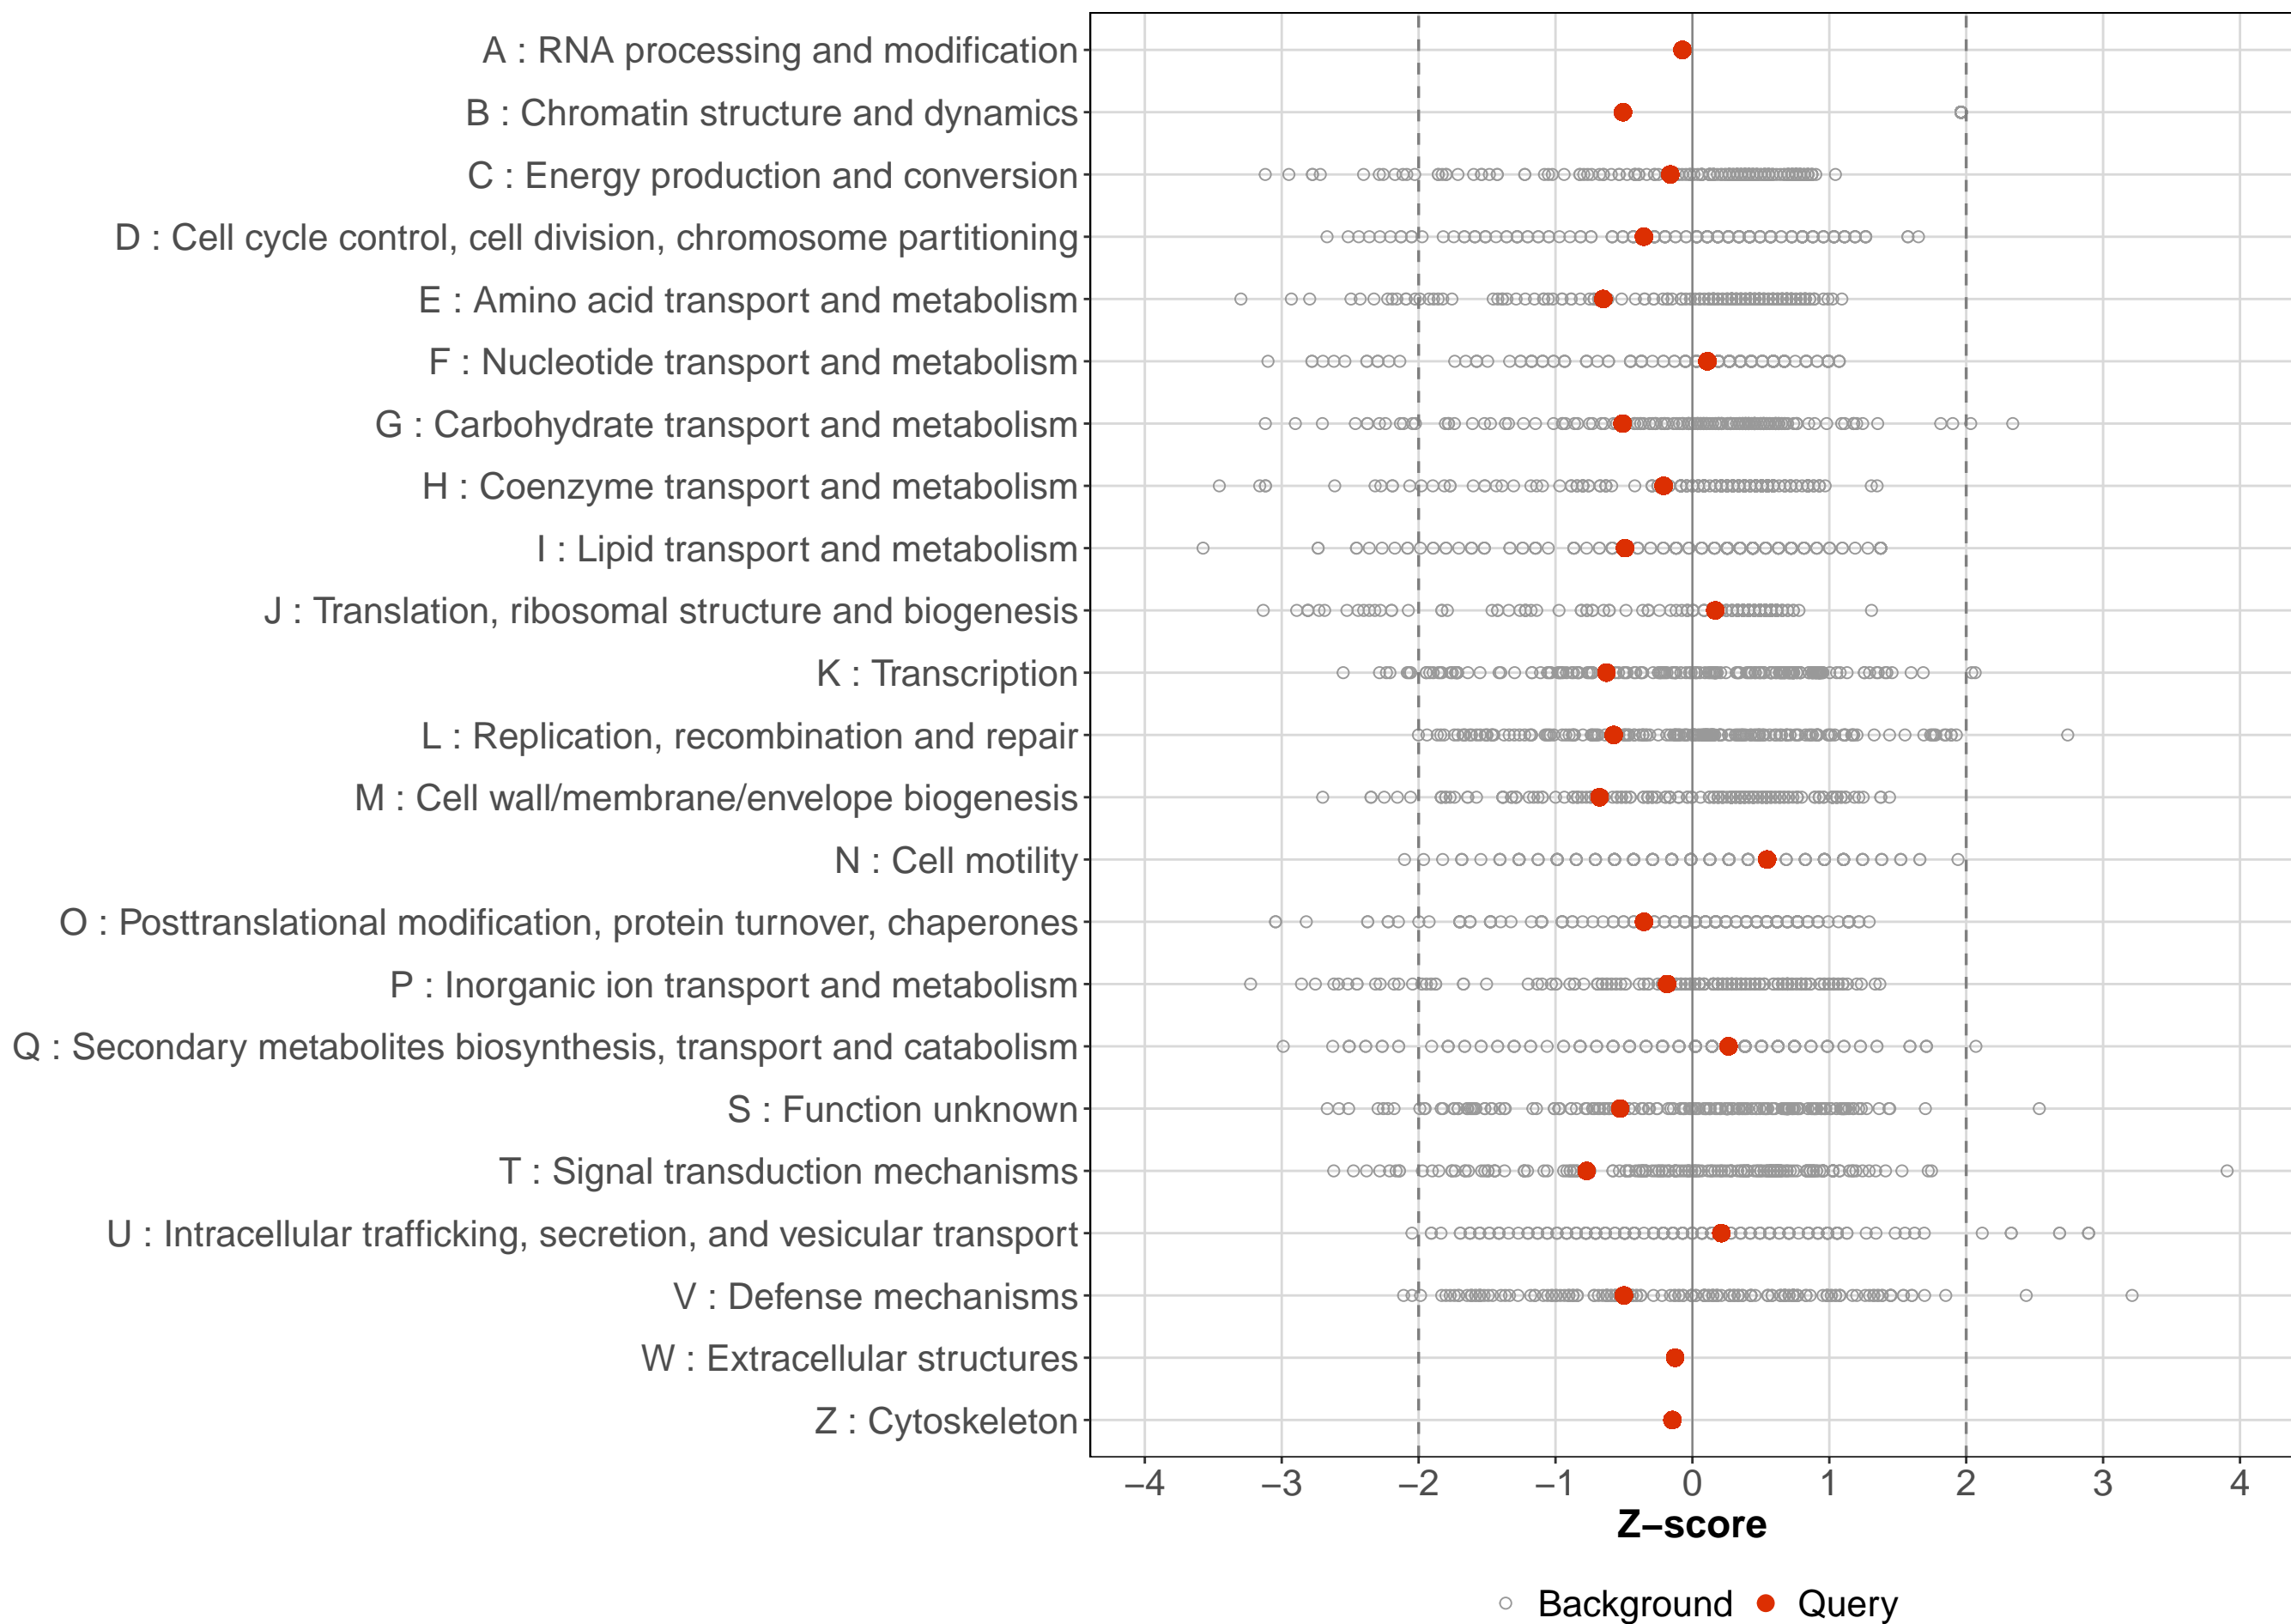 A : RNA processing and modification
B : Chromatin structure and dynamics
C : Energy production and conversion
D : Cell cycle control, cell division, chromosome partitioning
E : Amino acid transport and metabolism
F : Nucleotide transport and metabolism
G : Carbohydrate transport and metabolism
H : Coenzyme transport and metabolism
I : Lipid transport and metabolism
J : Translation, ribosomal structure and biogenesis
K : Transcription
L : Replication, recombination and repair
M : Cell wall/membrane/envelope biogenesis
N : Cell motility
O : Posttranslational modification, protein turnover, chaperones
P : Inorganic ion transport and metabolism
Q : Secondary metabolites biosynthesis, transport and catabolism
S : Function unknown
T : Signal transduction mechanisms
U : Intracellular trafficking, secretion, and vesicular transport
V : Defense mechanisms
W : Extracellular structures
Z : Cytoskeleton
−4 −3 −2 −1 0 1 2 3 4
Z−score
Background Query